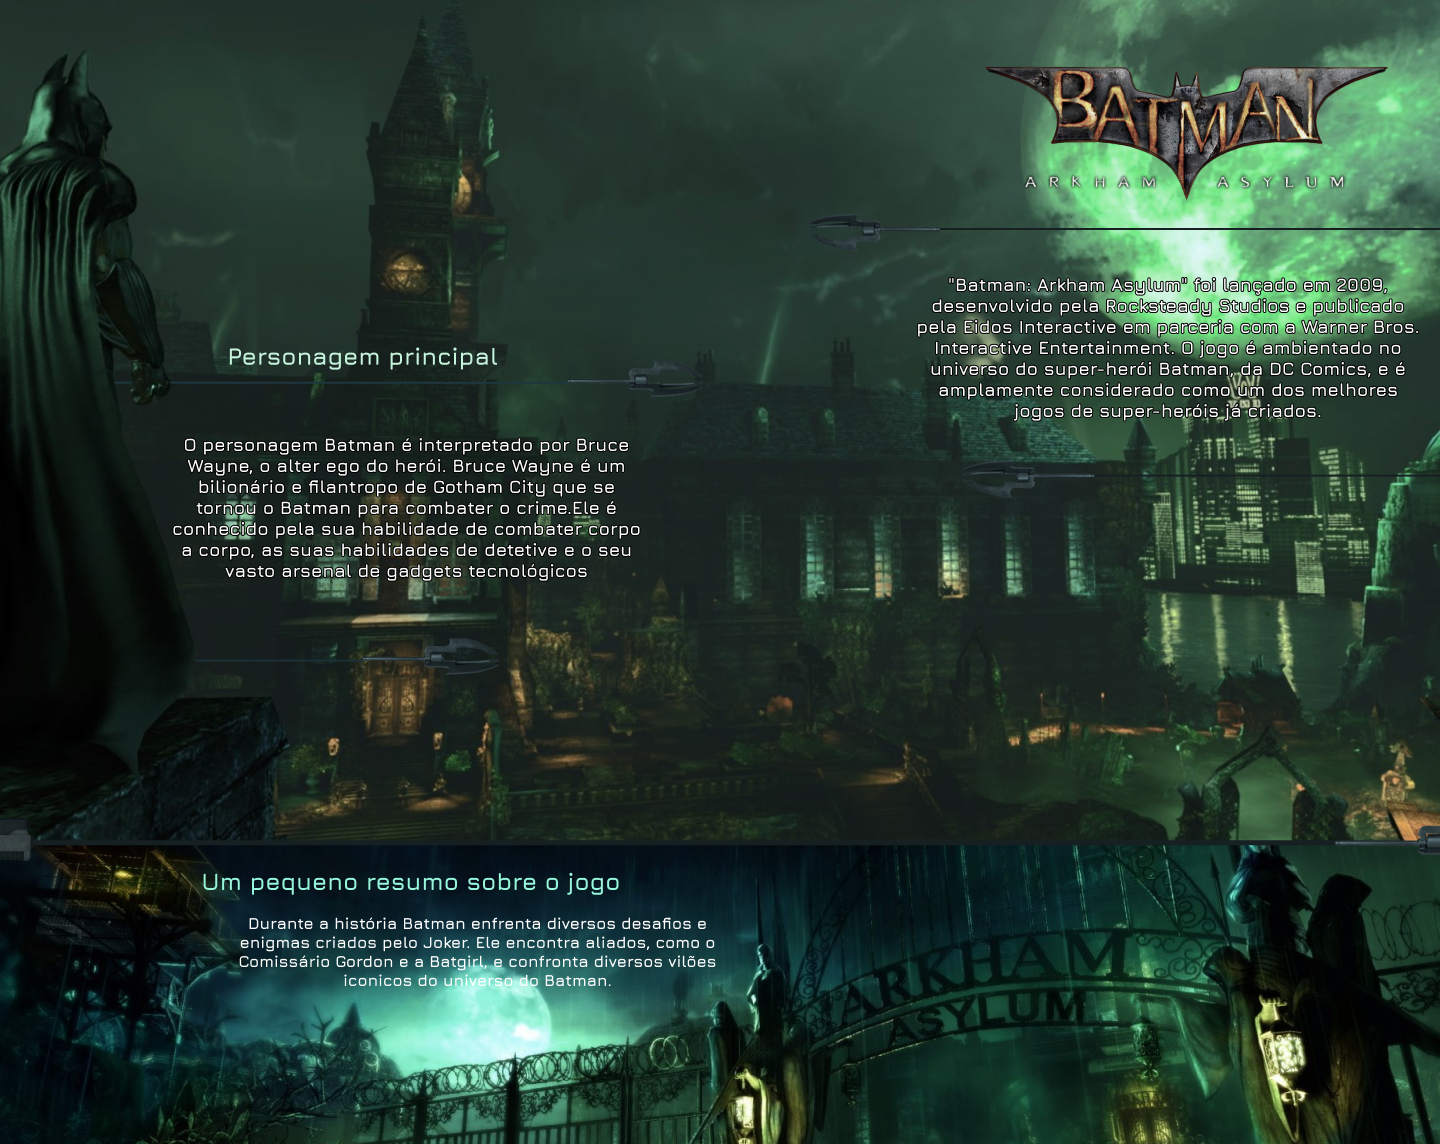 BATMAN
ARKHAM ASYLUM
"Batman: Arkham Asylum" foi lançado em 2009,
desenvolvido pela Rocksteady Studios e publicado
pela Eidos Interactive em parceria com a Warner Bros.
Interactive Entertainment. O jogo é ambientado no
universo do super-herói Batman, da DC Comics, e é
amplamente considerado como um dos melhores
jogos de super-heróis já criados.
Personagem principal
O personagem Batman é interpretado por Bruce
Wayne, o alter ego do herói. Bruce Wayne é um
bilionário e filantropo de Gotham City que se
tornou o Batman para combater o crime.Ele é
conhecido pela sua habilidade de combater corpo
a corpo, as suas habilidades de detetive e o seu
vasto arsenal de gadgets tecnológicos
Um pequeno resumo sobre o jogo
Durante a história Batman enfrenta diversos desafios e
enigmas criados pelo Joker. Ele encontra aliados, como o
Comissário Gordon e a Batgirl, e confronta diversos vilões
iconicos do universo do Batman.
ARKHAM
ASYLUM